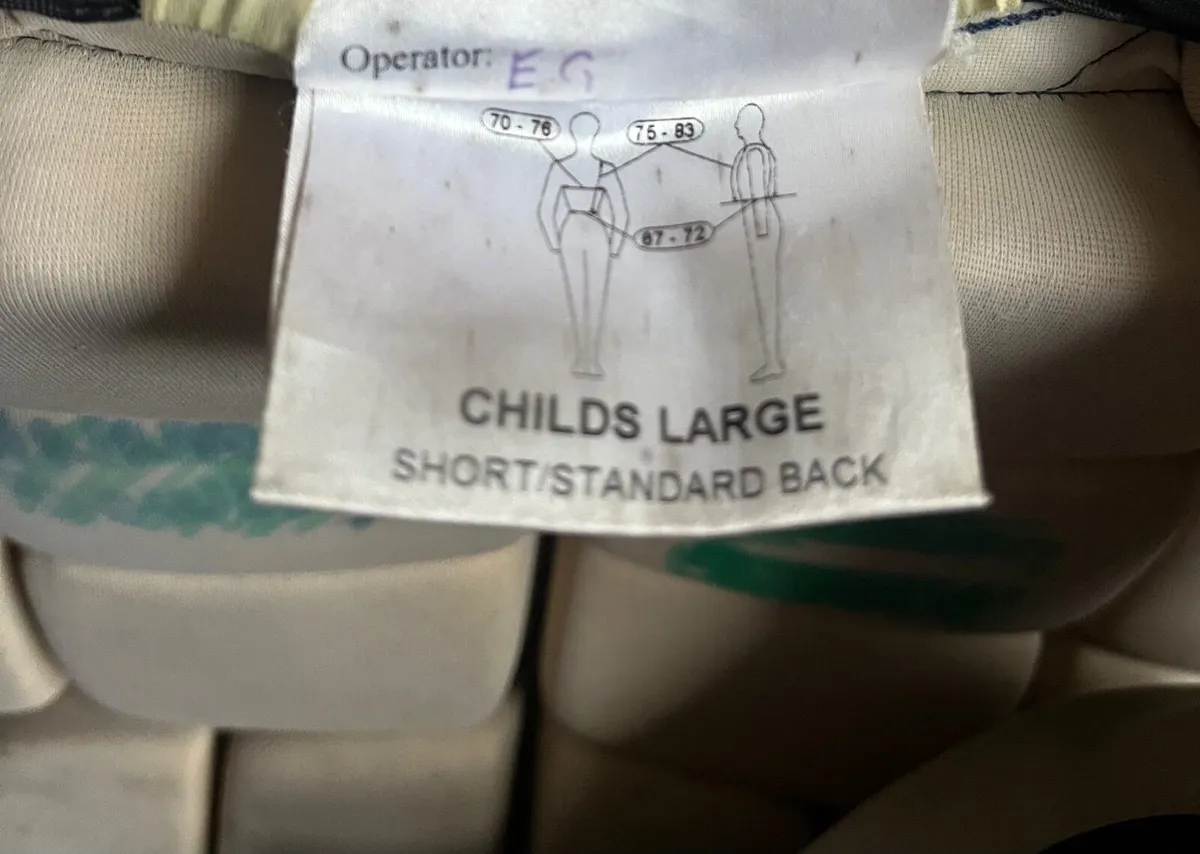 Operator: E.G
70 - 76
75 - 83
67 - 72
CHILDS LARGE
SHORT/STANDARD BACK